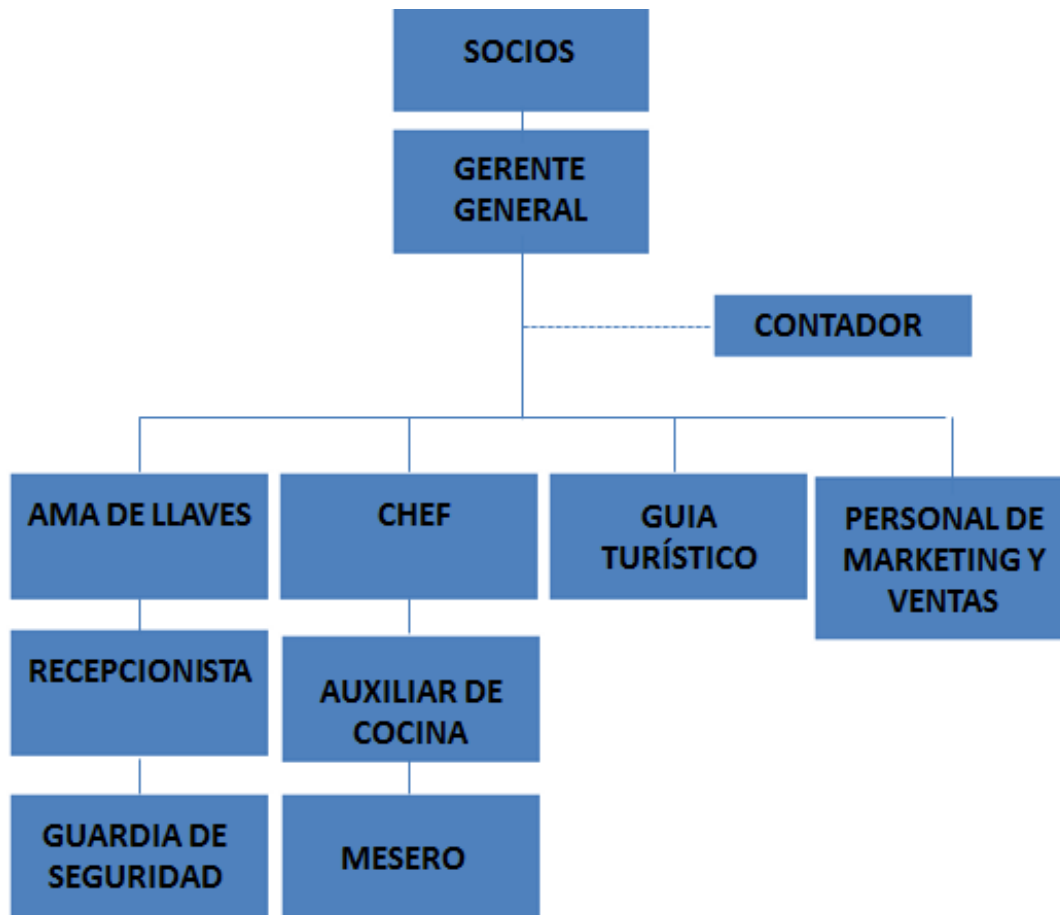 SOCIOS
GERENTE
GENERAL
CONTADOR
AMA DE LLAVES
CHEF
GUIA
TURÍSTICO
PERSONAL DE
MARKETING Y
VENTAS
RECEPCIONISTA
AUXILIAR DE
COCINA
GUARDIA DE
SEGURIDAD
MESERO